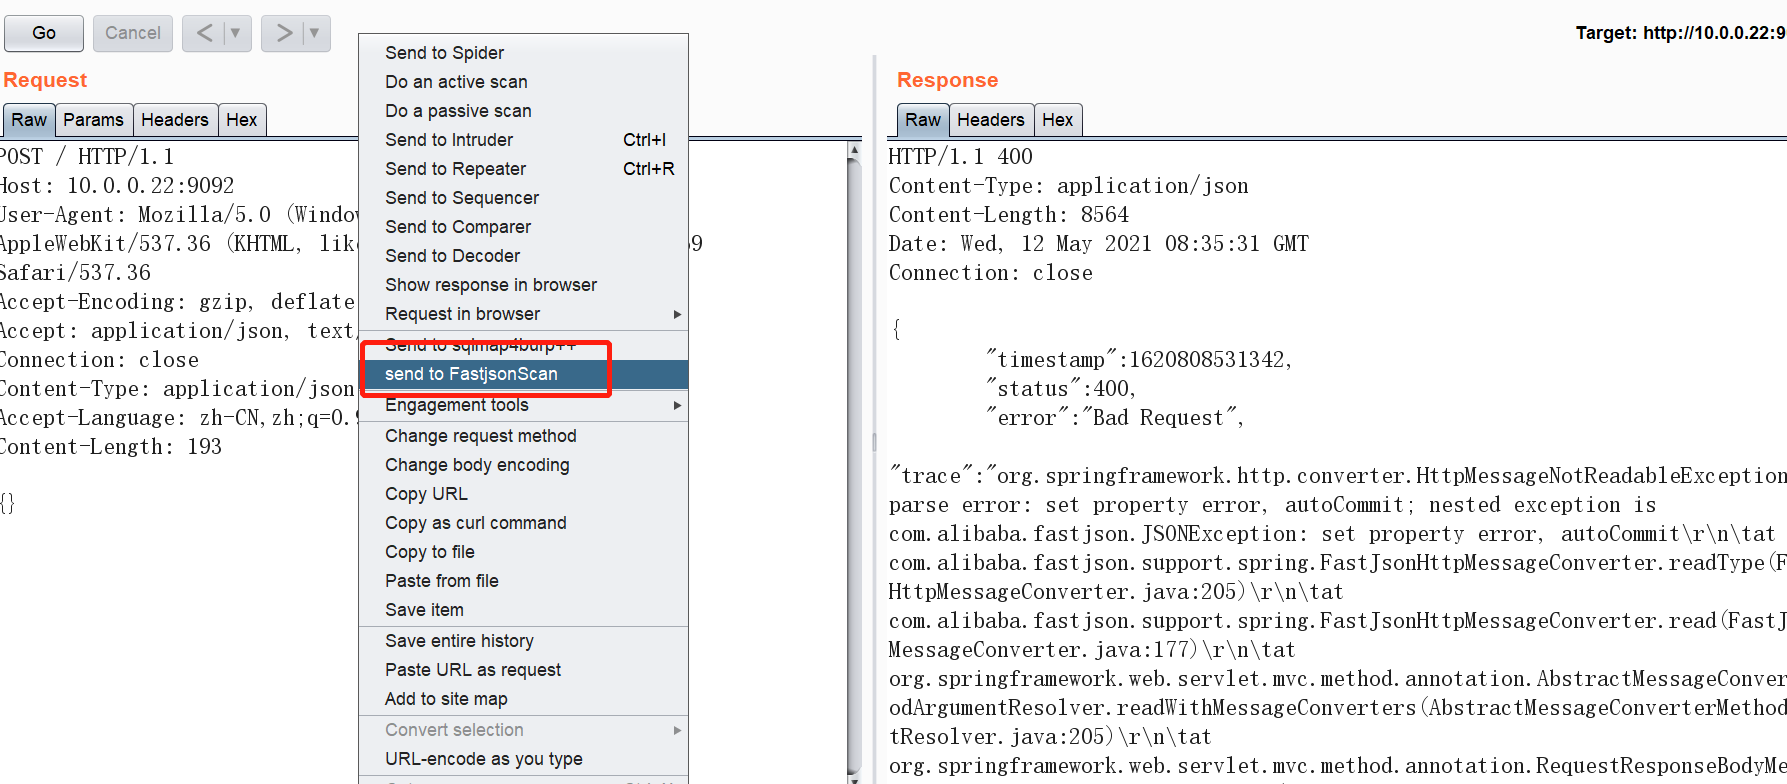 Go
Cancel
<
>
Target: http://10.0.0.22:9
Request
Raw
Params
Headers
Hex
POST / HTTP/1.1
Host: 10.0.0.22:9092
User-Agent: Mozilla/5.0 (Window
AppleWebKit/537.36 (KHTML, lik
69
Safari/537.36
Accept-Encoding: gzip, deflate
Accept: application/json, text/
Connection: close
Content-Type: application/json
Accept-Language: zh-CN,zh;q=0.9
Content-Length: 193
{}
Send to Spider
Do an active scan
Do a passive scan
Send to Intruder Ctrl+I
Send to Repeater Ctrl+R
Send to Sequencer
Send to Comparer
Send to Decoder
Show response in browser
Request in browser
Send to sqlmap4burp++
send to FastjsonScan
Engagement tools
Change request method
Change body encoding
Copy URL
Copy as curl command
Copy to file
Paste from file
Save item
Save entire history
Paste URL as request
Add to site map
Convert selection
URL-encode as you type
Response
Raw
Headers
Hex
HTTP/1.1 400
Content-Type: application/json
Content-Length: 8564
Date: Wed, 12 May 2021 08:35:31 GMT
Connection: close
{
"timestamp":1620808531342,
"status":400,
"error":"Bad Request",
"trace":"org.springframework.http.converter.HttpMessageNotReadableException
parse error: set property error, autoCommit; nested exception is
com.alibaba.fastjson.JSONException: set property error, autoCommit\r\n\tat
com.alibaba.fastjson.support.spring.FastJsonHttpMessageConverter.readType(F
HttpMessageConverter.java:205)\r\n\tat
com.alibaba.fastjson.support.spring.FastJsonHttpMessageConverter.read(FastJ
MessageConverter.java:177)\r\n\tat
org.springframework.web.servlet.mvc.method.annotation.AbstractMessageConver
odArgumentResolver.readWithMessageConverters(AbstractMessageConverterMethod
tResolver.java:205)\r\n\tat
org.springframework.web.servlet.mvc.method.annotation.RequestResponseBodyMe